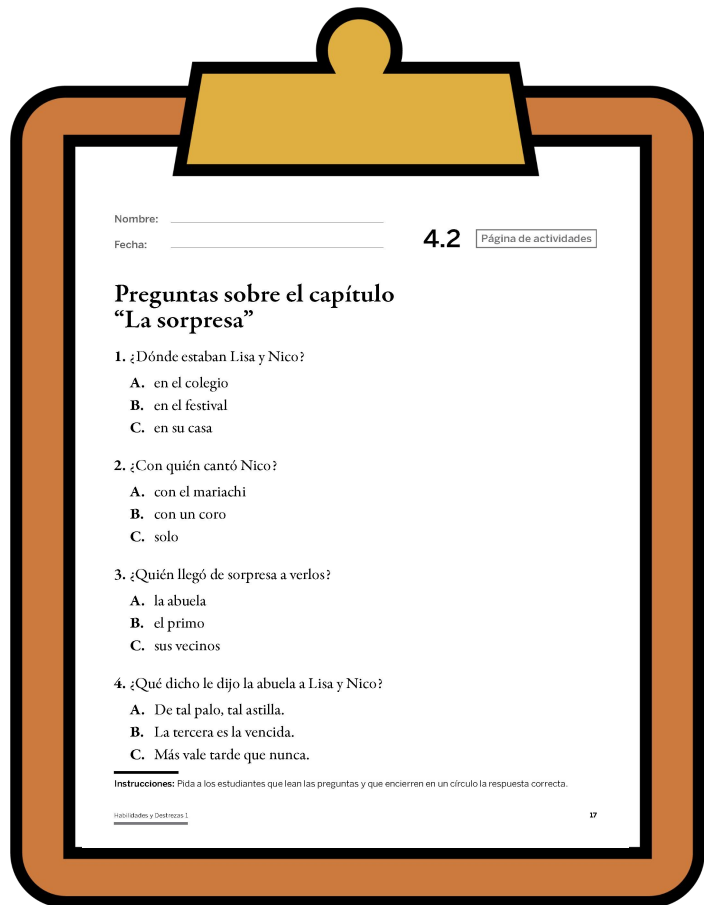 Nombre:
Fecha:
4.2 Página de actividades
Preguntas sobre el capítulo
“La sorpresa”
1. ¿Dónde estaban Lisa y Nico?
A. en el colegio
B. en el festival
C. en su casa
2. ¿Con quién cantó Nico?
A. con el mariachi
B. con un coro
C. solo
3. ¿Quién llegó de sorpresa a verlos?
A. la abuela
B. el primo
C. sus vecinos
4. ¿Qué dicho le dijo la abuela a Lisa y Nico?
A. De tal palo, tal astilla.
B. La tercera es la vencida.
C. Más vale tarde que nunca.
Instrucciones: Pida a los estudiantes que lean las preguntas y que encierren en un círculo la respuesta correcta.
Habilidades y Destrezas 1 17